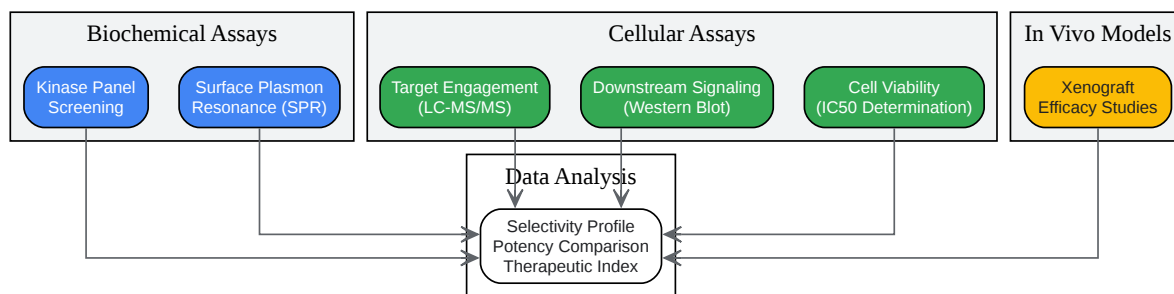 Biochemical Assays
Kinase Panel
Screening
Surface Plasmon
Resonance (SPR)
Cellular Assays
Target Engagement
(LC-MS/MS)
Downstream Signaling
(Western Blot)
Cell Viability
(IC50 Determination)
In Vivo Models
Xenograft
Efficacy Studies
Data Analysis
Selectivity Profile
Potency Comparison
Therapeutic Index